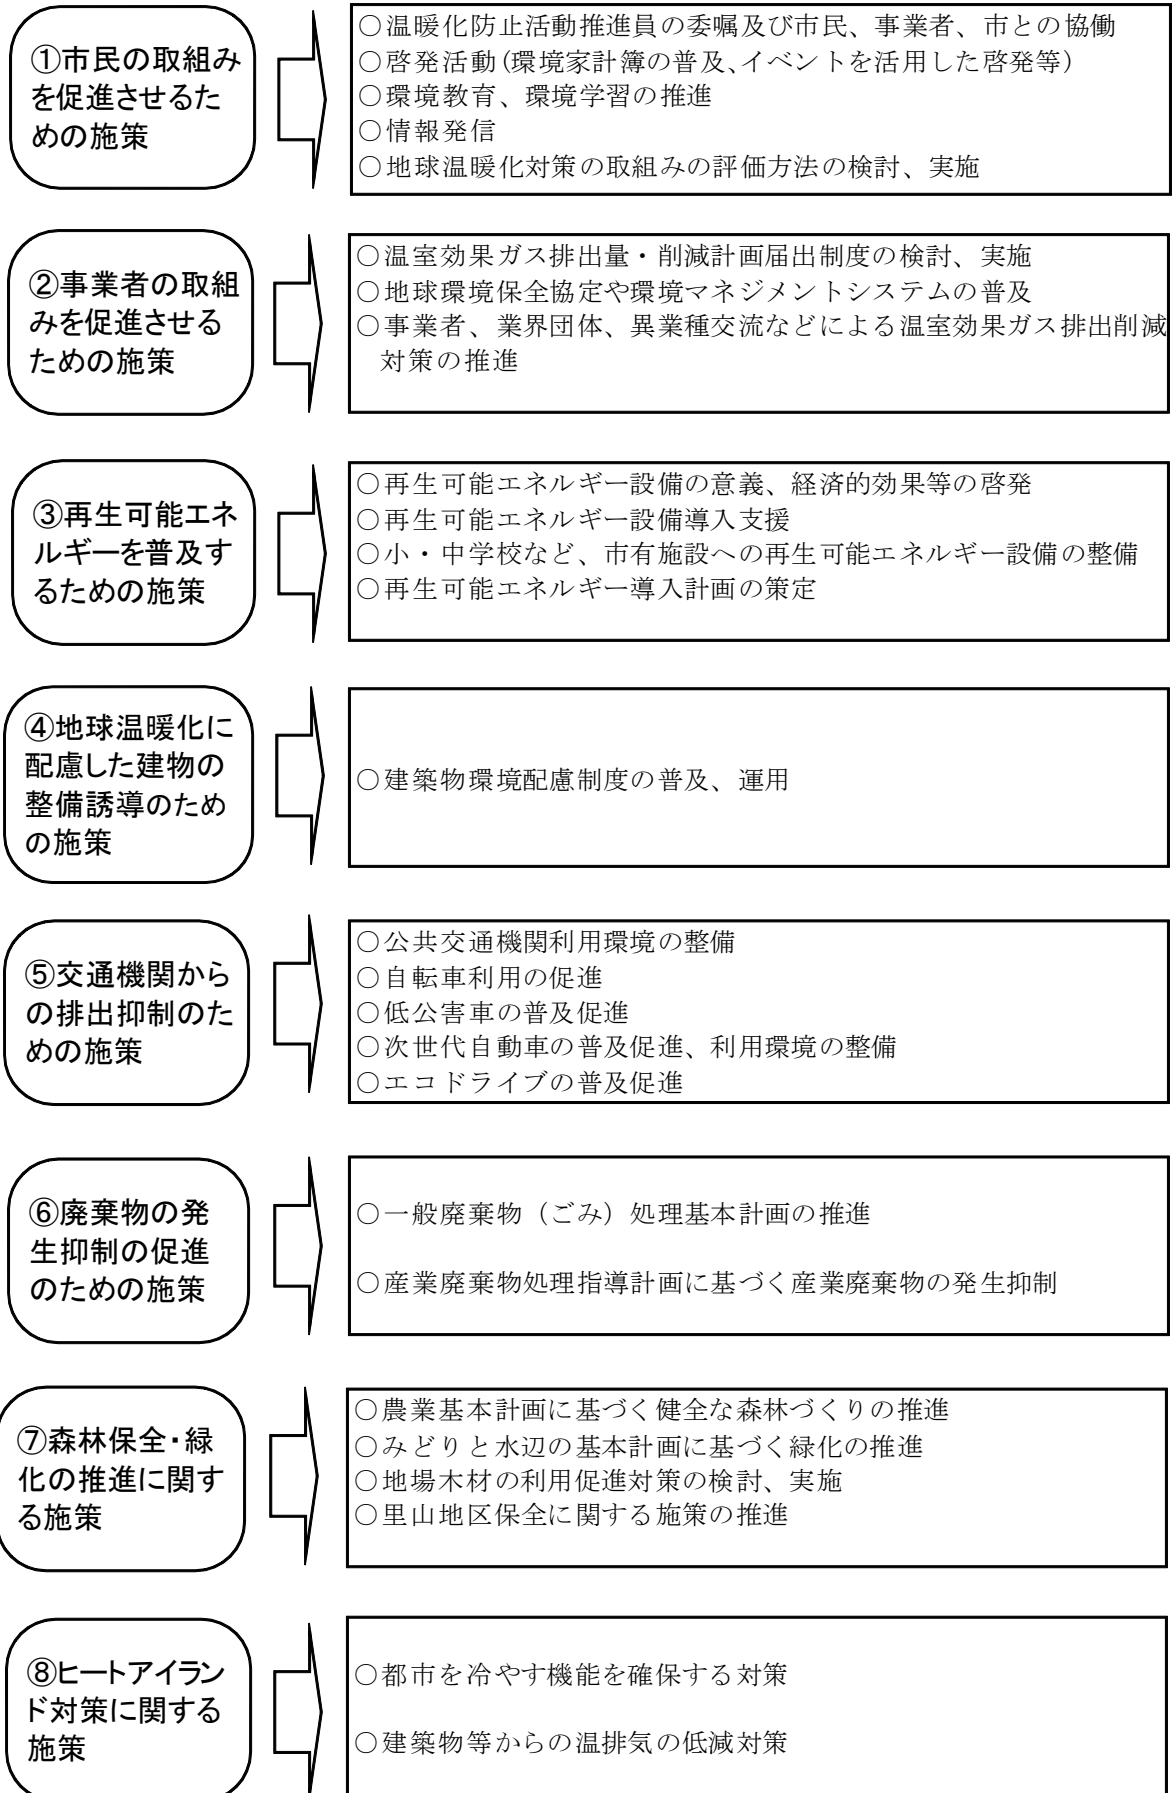 ①市民の取組み
を促進させるた
めの施策
○温暖化防止活動推進員の委嘱及び市民、事業者、市との協働
○啓発活動(環境家計簿の普及、イベントを活用した啓発等)
○環境教育、環境学習の推進
○情報発信
○地球温暖化対策の取組みの評価方法の検討、実施
②事業者の取組
みを促進させる
ための施策
○温室効果ガス排出量・削減計画届出制度の検討、実施
○地球環境保全協定や環境マネジメントシステムの普及
○事業者、業界団体、異業種交流などによる温室効果ガス排出削減
対策の推進
③再生可能エネ
ルギーを普及す
るための施策
○再生可能エネルギー設備の意義、経済的効果等の啓発
○再生可能エネルギー設備導入支援
○小・中学校など、市有施設への再生可能エネルギー設備の整備
○再生可能エネルギー導入計画の策定
④地球温暖化に
配慮した建物の
整備誘導のため
の施策
○建築物環境配慮制度の普及、運用
⑤交通機関から
の排出抑制のた
めの施策
○公共交通機関利用環境の整備
○自転車利用の促進
○低公害車の普及促進
○次世代自動車の普及促進、利用環境の整備
○エコドライブの普及促進
⑥廃棄物の発
生抑制の促進
のための施策
○一般廃棄物（ごみ）処理基本計画の推進
○産業廃棄物処理指導計画に基づく産業廃棄物の発生抑制
⑦森林保全・緑
化の推進に関す
る施策
○農業基本計画に基づく健全な森林づくりの推進
○みどりと水辺の基本計画に基づく緑化の推進
○地場木材の利用促進対策の検討、実施
○里山地区保全に関する施策の推進
⑧ヒートアイラン
ド対策に関する
施策
○都市を冷やす機能を確保する対策
○建築物等からの温排気の低減対策